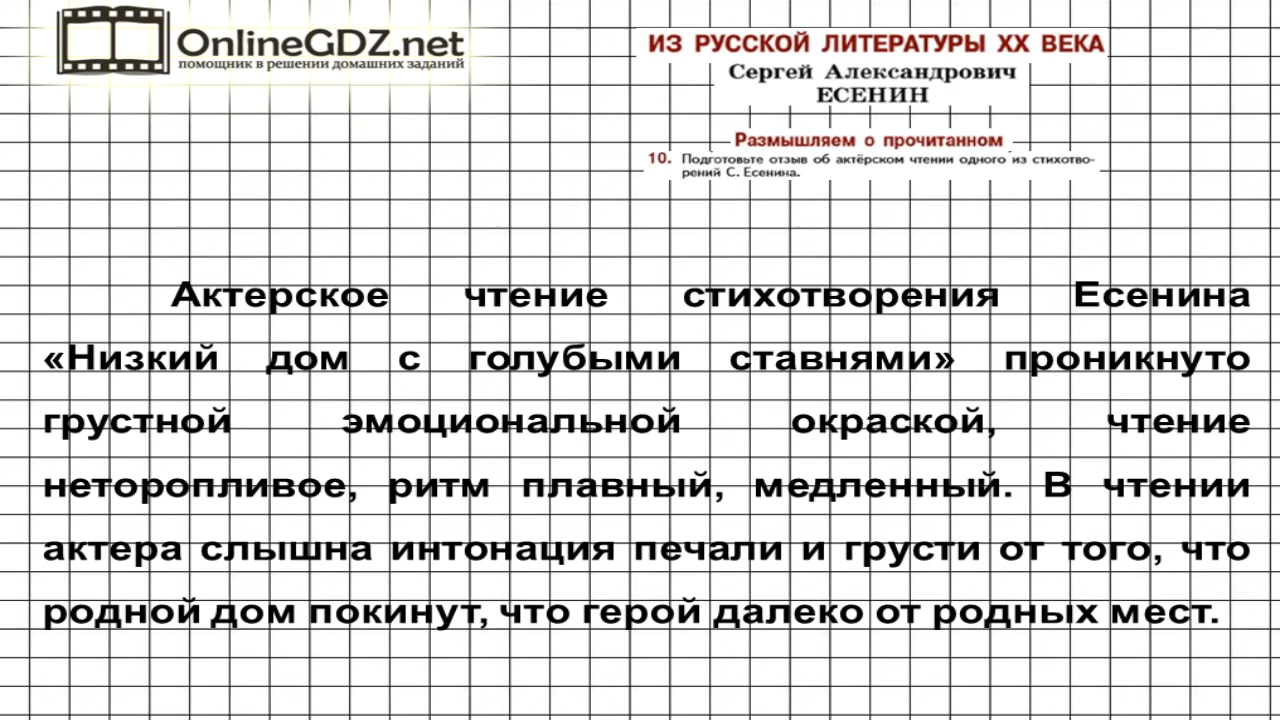 OnlineGDZ.net
помощник в решении домашних заданий
ИЗ РУССКОЙ ЛИТЕРАТУРЫ XX ВЕКА
Сергей Александрович
ЕСЕНИН
Размышляем о прочитанном
10. Подготовьте отзыв об актёрском чтении одного из стихотво-
рений С. Есенина.
Актерское чтение стихотворения Есенина
«Низкий дом с голубыми ставнями» проникнуто
грустной эмоциональной окраской, чтение
неторопливое, ритм плавный, медленный. В чтении
актера слышна интонация печали и грусти от того, что
родной дом покинут, что герой далеко от родных мест.